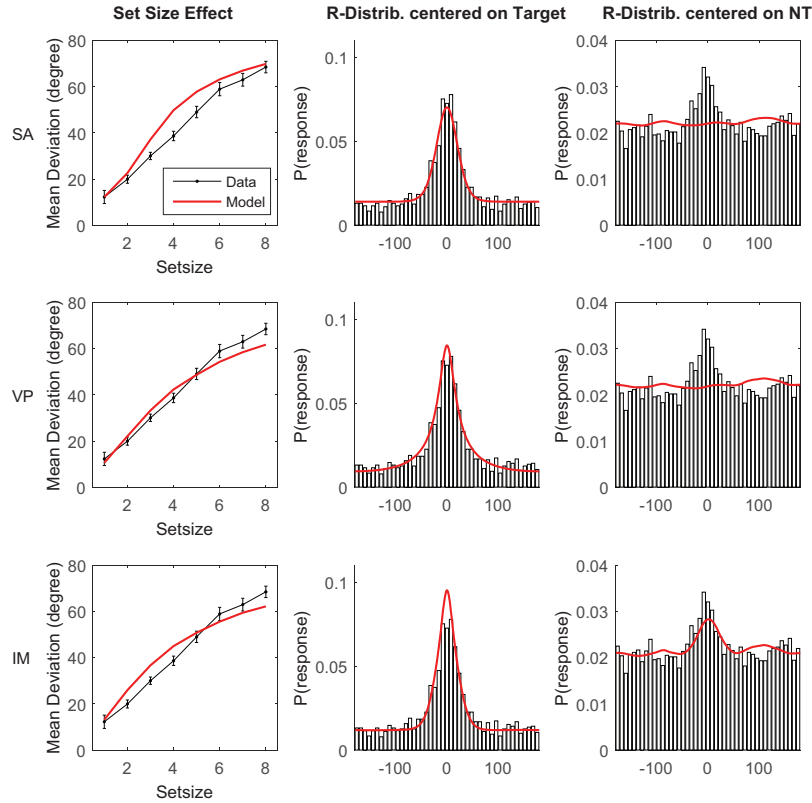 Set Size Effect
R-Distrib. centered on Target
R-Distrib. centered on NT
SA
Mean Deviation (degree)
80
60
40
20
0
2 4 6 8
Setsize
Data
Model
P(response)
0.1
0.05
0
-100 0 100
P(response)
0.04
0.03
0.02
0.01
0
-100 0 100
VP
Mean Deviation (degree)
80
60
40
20
0
2 4 6 8
Setsize
P(response)
0.1
0.05
0
-100 0 100
P(response)
0.04
0.03
0.02
0.01
0
-100 0 100
IM
Mean Deviation (degree)
80
60
40
20
0
2 4 6 8
Setsize
P(response)
0.1
0.05
0
-100 0 100
P(response)
0.04
0.03
0.02
0.01
0
-100 0 100